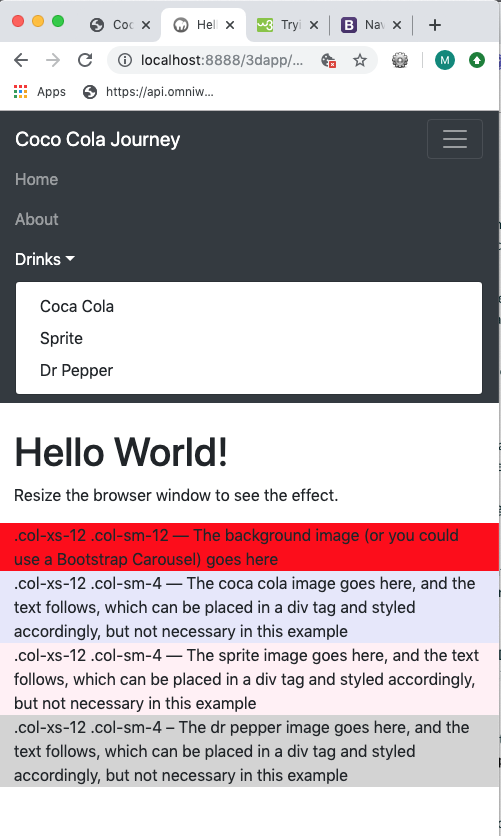 Coc
Hell
Tryi
Nav
localhost:8888/3dapp/...
M
Apps
https://api.omniw...
Coco Cola Journey
Home
About
Drinks
Coca Cola
Sprite
Dr Pepper
Hello World!
Resize the browser window to see the effect.
.col-xs-12 .col-sm-12 — The background image (or you could
use a Bootstrap Carousel) goes here
.col-xs-12 .col-sm-4 — The coca cola image goes here, and the
text follows, which can be placed in a div tag and styled
accordingly, but not necessary in this example
.col-xs-12 .col-sm-4 — The sprite image goes here, and the text
follows, which can be placed in a div tag and styled accordingly,
but not necessary in this example
.col-xs-12 .col-sm-4 – The dr pepper image goes here, and the
text follows, which can be placed in a div tag and styled
accordingly, but not necessary in this example